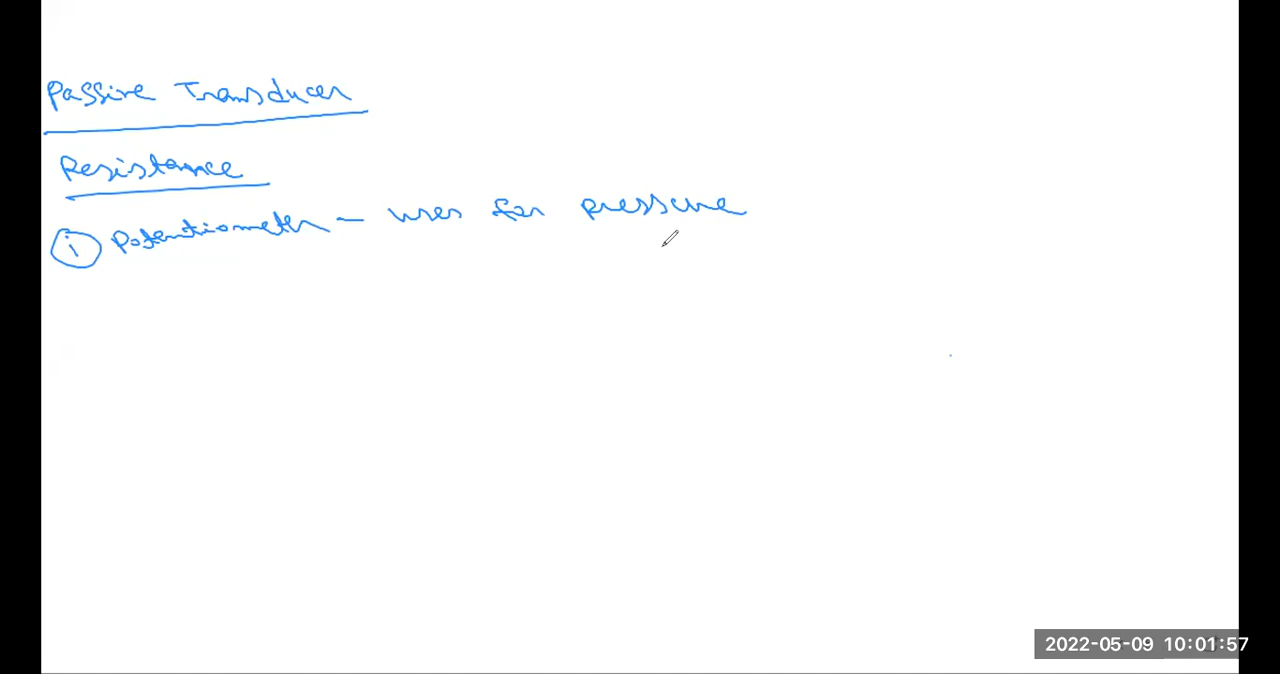 Passive Transducer
Resistance
i Potentiometer – uses for pressure
2022-05-09 10:01:57